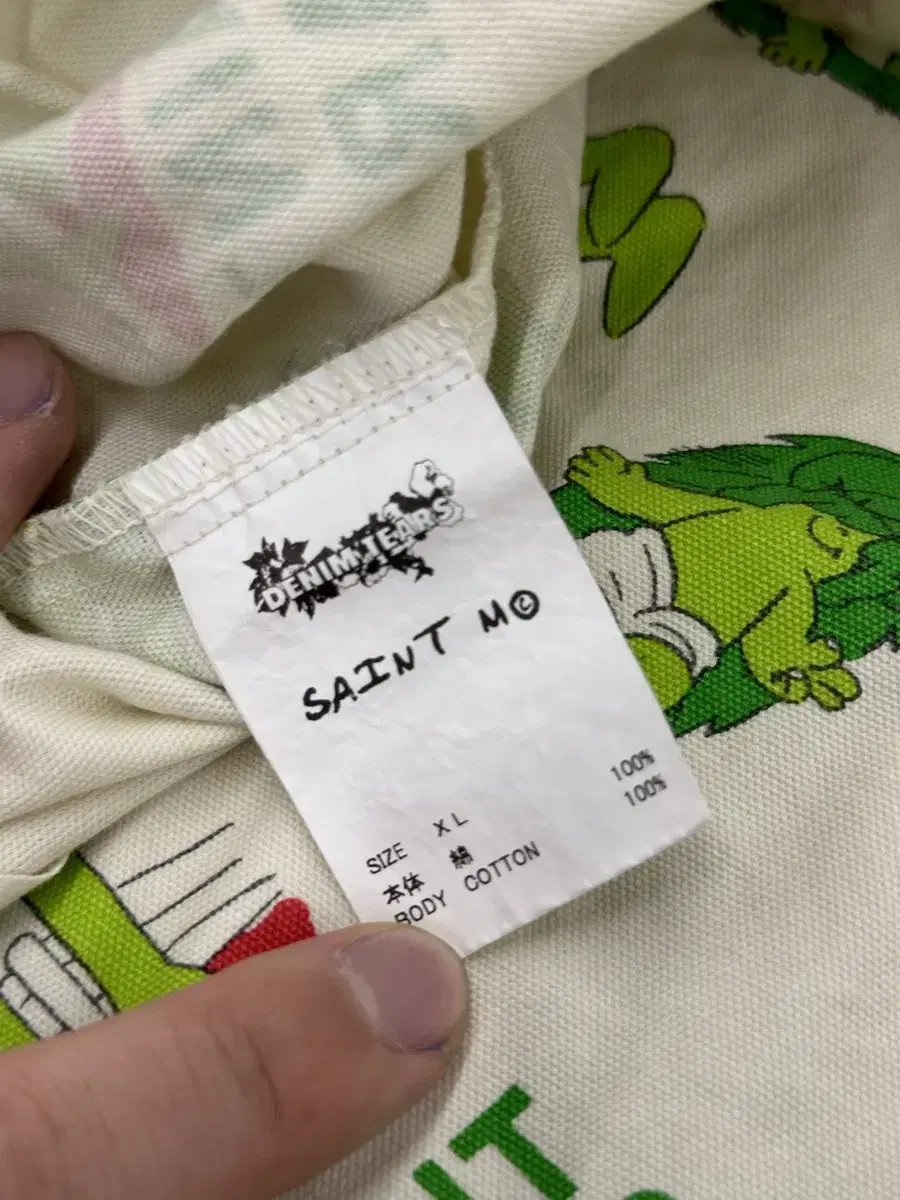 DENIM TEARS
SAINT M©
SIZE XL
本体 綿 100%
BODY COTTON 100%